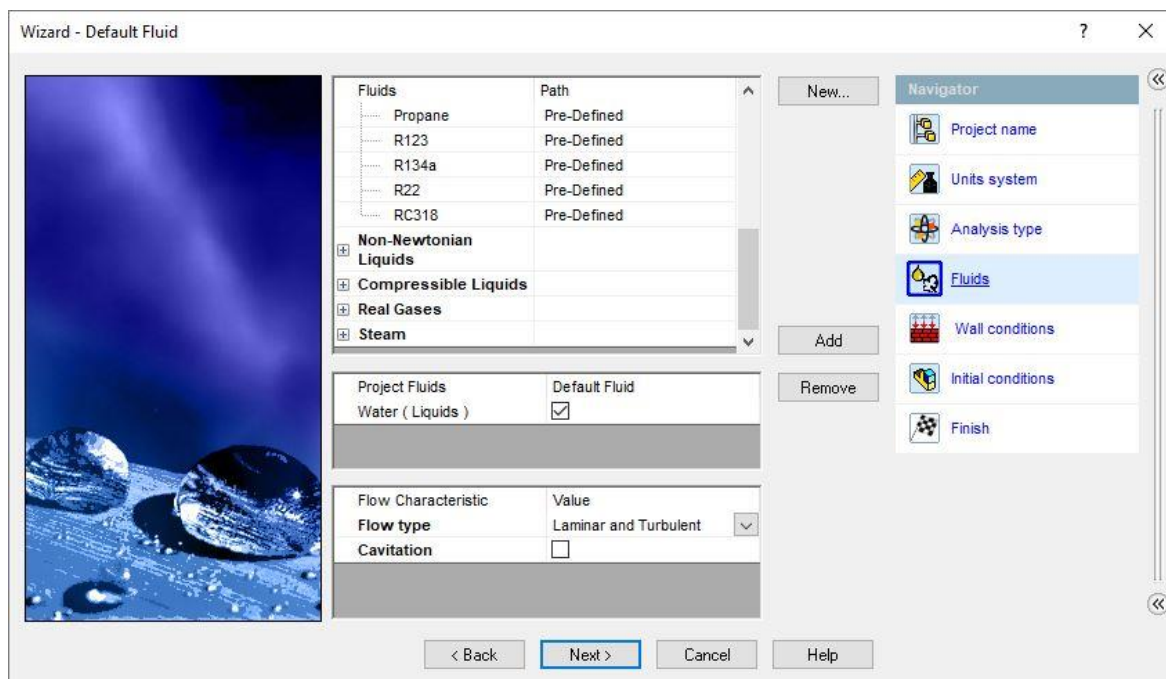 Wizard - Default Fluid
?
Fluids Path
Propane Pre-Defined
R123 Pre-Defined
R134a Pre-Defined
R22 Pre-Defined
RC318 Pre-Defined
Non-Newtonian
Liquids
Compressible Liquids
Real Gases
Steam
New...
Add
Remove
Project Fluids Default Fluid
Water ( Liquids )
Flow Characteristic Value
Flow type Laminar and Turbulent
Cavitation
Navigator
Project name
Units system
Analysis type
Fluids
Wall conditions
Initial conditions
Finish
< Back Next > Cancel Help